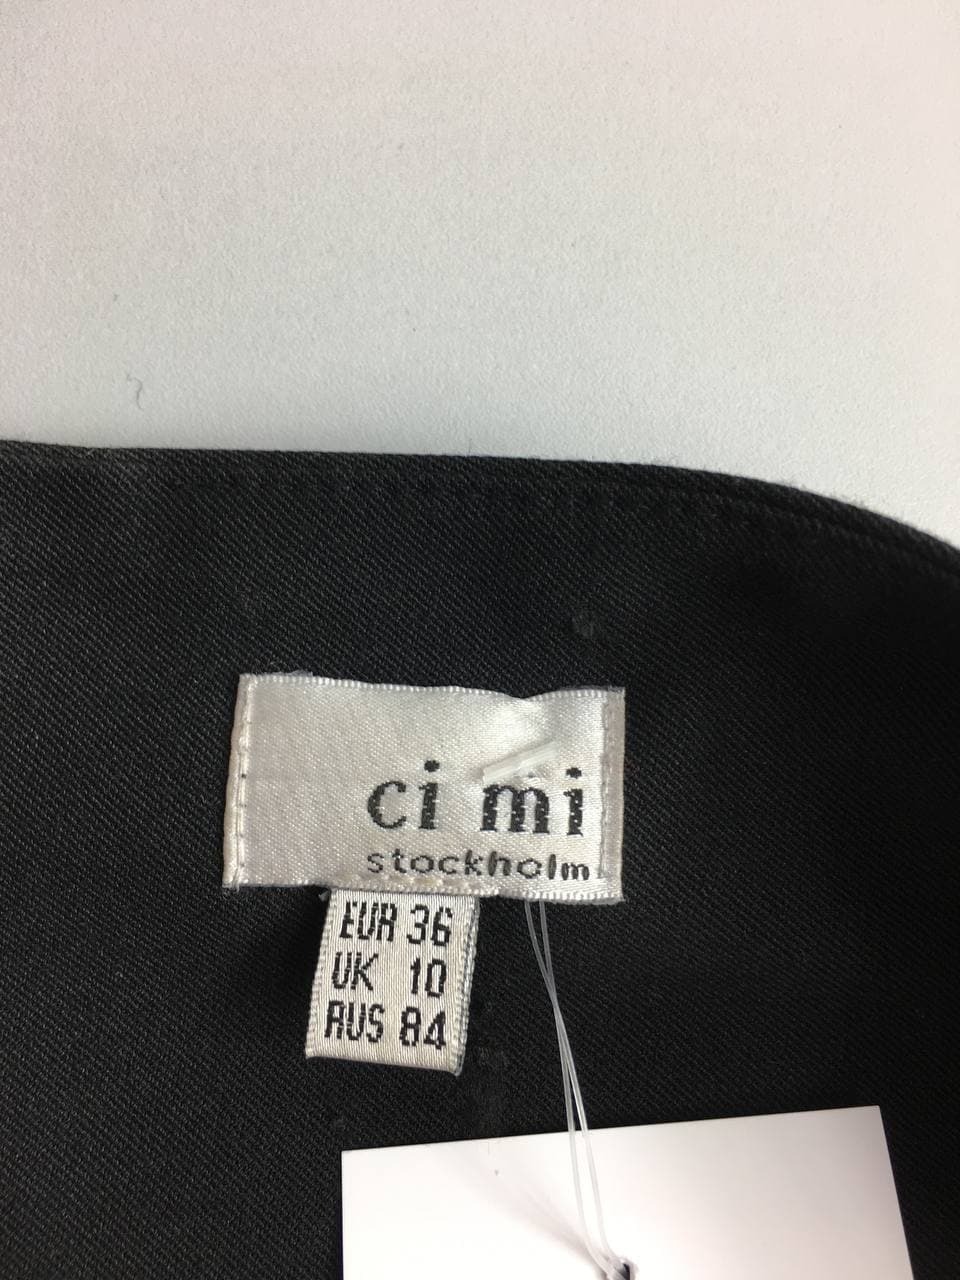 ci mi
stockholm
EUR 36
UK 10
RUS 84